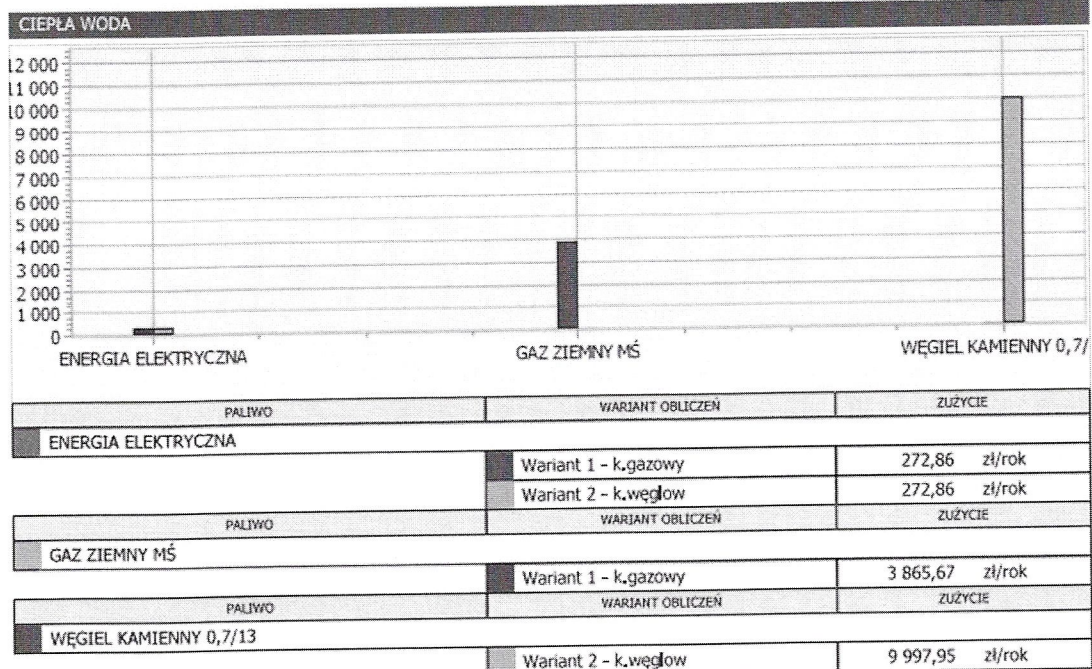 CIEPŁA WODA
12 000
11 000
10 000
9 000
8 000
7 000
6 000
5 000
4 000
3 000
2 000
1 000
0
ENERGIA ELEKTRYCZNA GAZ ZIEMNY MŚ WĘGIEL KAMIENNY 0,7/
PALIWO WARIANT OBLICZEŃ ZUŻYCIE
ENERGIA ELEKTRYCZNA
Wariant 1 - k.gazowy 272,86 zł/rok
Wariant 2 - k.węglow 272,86 zł/rok
PALIWO WARIANT OBLICZEŃ ZUŻYCIE
GAZ ZIEMNY MŚ
Wariant 1 - k.gazowy 3 865,67 zł/rok
PALIWO WARIANT OBLICZEŃ ZUŻYCIE
WĘGIEL KAMIENNY 0,7/13
Wariant 2 - k.węglow 9 997,95 zł/rok